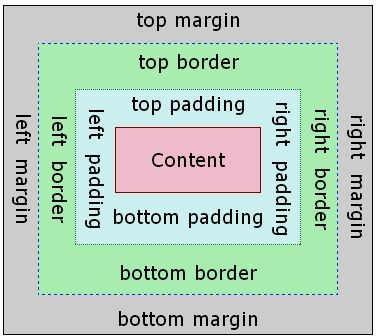 top margin
top border
top padding
left margin
left border
left padding
Content
right padding
right border
right margin
bottom padding
bottom border
bottom margin